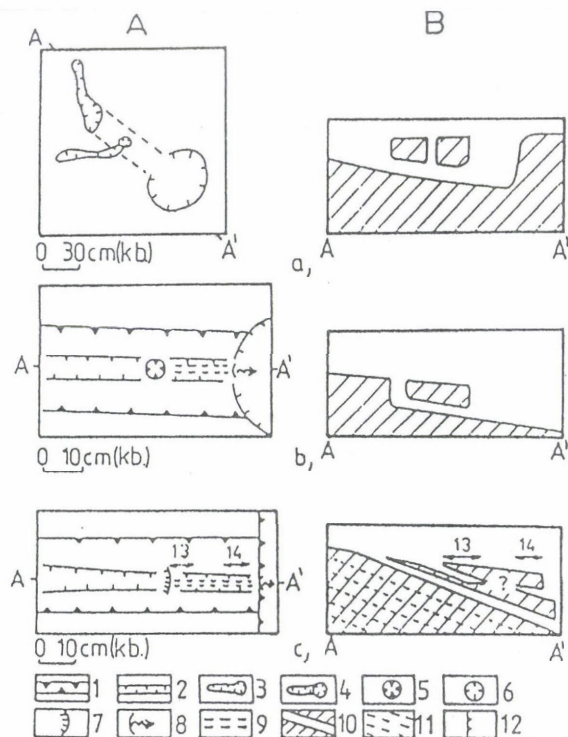 A B
A
A'
0 30cm(kb.)
A A'
a,
A A'
0 10cm(kb.)
A A'
b,
13 14
A A'
0 10cm(kb.)
13 14
?
A A'
c,
1 2 3 4 5 6
7 8 9 10 11 12